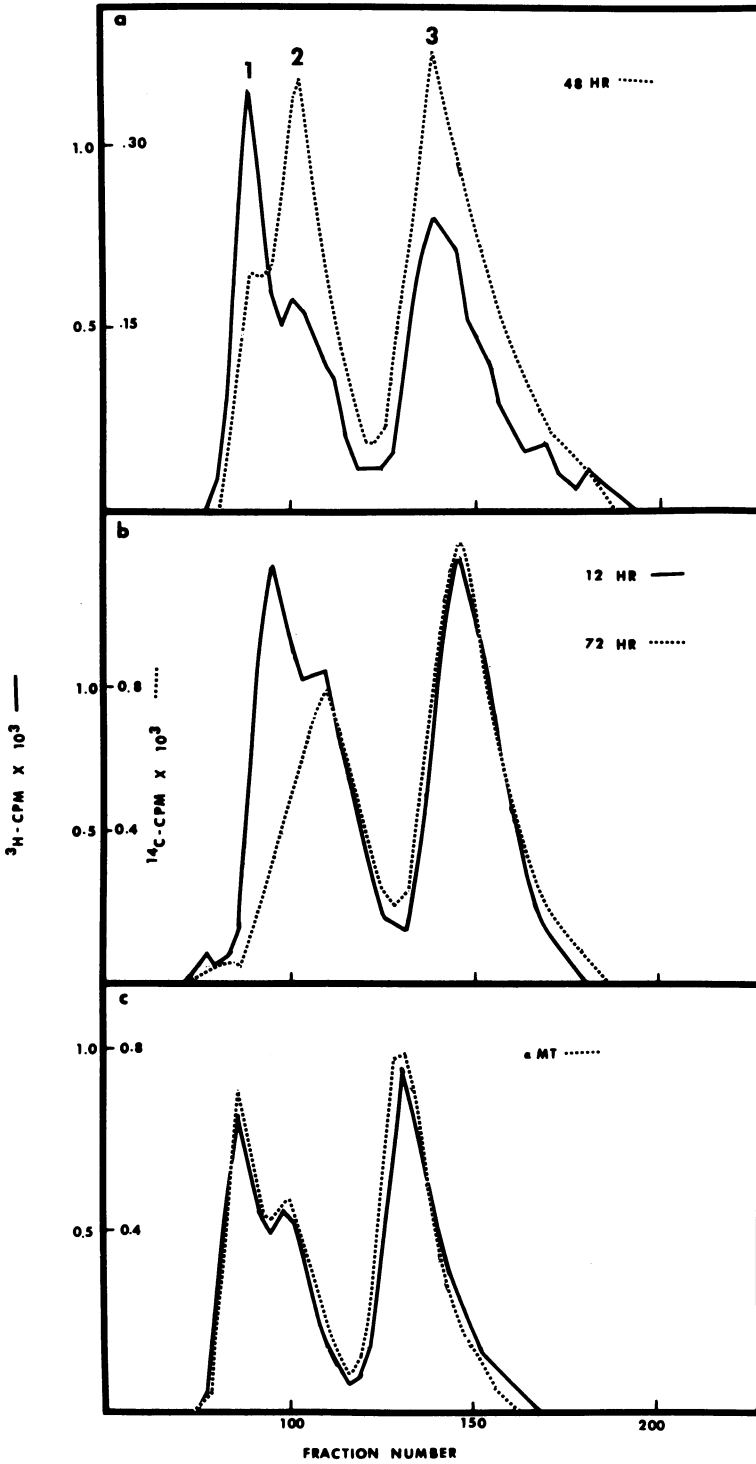 a
1
2
3
48 HR
1.0
.30
0.5
.15
b
12 HR
72 HR
1.0
0.8
0.5
0.4
³H-CPM X 10³
¹⁴C-CPM X 10³
c
α MT
1.0
0.8
0.5
0.4
100
150
200
FRACTION NUMBER